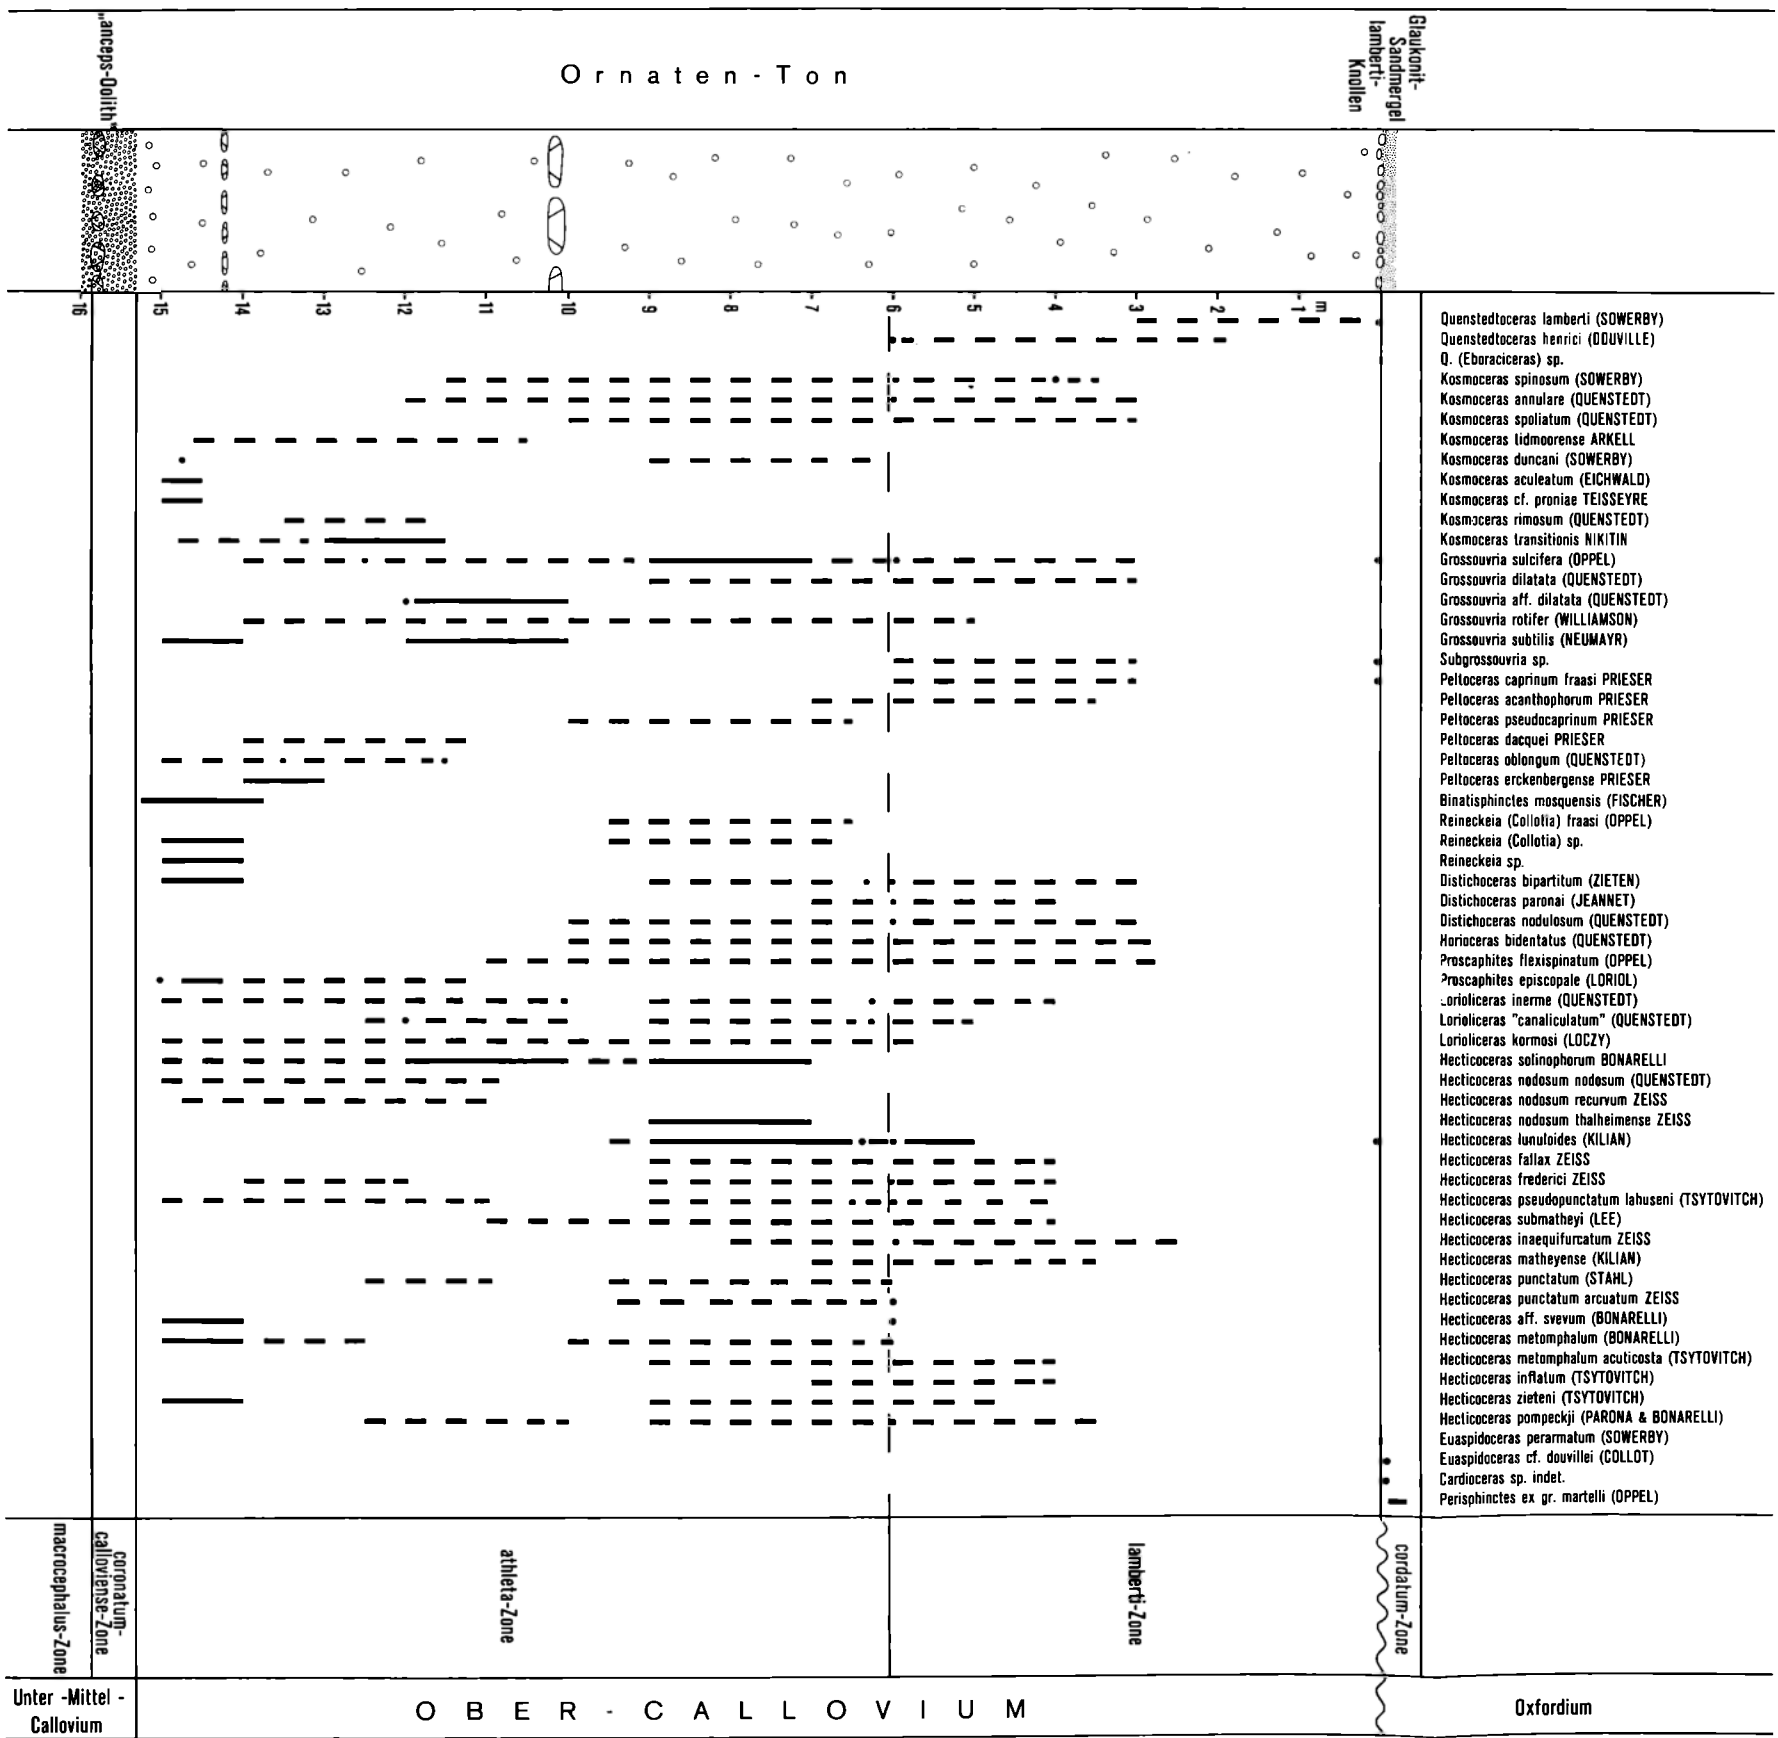 „anceps-Oolith"
Ornaten-Ton
Glaukonit-
Sandmergel
lamberti-
Knollen
16
15
14
13
12
11
10
9
8
7
6
5
4
3
2
1
m
Quenstedtoceras lamberti (SOWERBY)
Quenstedtoceras henrici (DOUVILLE)
Q. (Eboraciceras) sp.
Kosmoceras spinosum (SOWERBY)
Kosmoceras annulare (QUENSTEDT)
Kosmoceras spoliatum (QUENSTEDT)
Kosmoceras tidmoorense ARKELL
Kosmoceras duncani (SOWERBY)
Kosmoceras aculeatum (EICHWALD)
Kosmoceras cf. proniae TEISSEYRE
Kosmoceras rimosum (QUENSTEDT)
Kosmoceras transitionis NIKITIN
Grossouvria sulcifera (OPPEL)
Grossouvria dilatata (QUENSTEDT)
Grossouvria aff. dilatata (QUENSTEDT)
Grossouvria rotifer (WILLIAMSON)
Grossouvria subtilis (NEUMAYR)
Subgrossouvria sp.
Peltoceras caprinum fraasi PRIESER
Peltoceras acanthophorum PRIESER
Peltoceras pseudocaprinum PRIESER
Peltoceras dacquei PRIESER
Peltoceras oblongum (QUENSTEDT)
Peltoceras erckenbergense PRIESER
Binatisphinctes mosquensis (FISCHER)
Reineckeia (Collotia) fraasi (OPPEL)
Reineckeia (Collotia) sp.
Reineckeia sp.
Distichoceras bipartitum (ZIETEN)
Distichoceras paronai (JEANNET)
Distichoceras nodulosum (QUENSTEDT)
Horioceras bidentatus (QUENSTEDT)
Proscaphites flexispinatum (OPPEL)
Proscaphites episcopale (LORIOL)
Lorioliceras inerme (QUENSTEDT)
Lorioliceras "canaliculatum" (QUENSTEDT)
Lorioliceras kormosi (LOCZY)
Hecticoceras solinophorum BONARELLI
Hecticoceras nodosum nodosum (QUENSTEDT)
Hecticoceras nodosum recurvum ZEISS
Hecticoceras nodosum thalheimense ZEISS
Hecticoceras lunuloides (KILIAN)
Hecticoceras fallax ZEISS
Hecticoceras frederici ZEISS
Hecticoceras pseudopunctatum lahuseni (TSYTOVITCH)
Hecticoceras submatheyi (LEE)
Hecticoceras inaequifurcatum ZEISS
Hecticoceras matheyense (KILIAN)
Hecticoceras punctatum (STAHL)
Hecticoceras punctatum arcuatum ZEISS
Hecticoceras aff. svevum (BONARELLI)
Hecticoceras metomphalum (BONARELLI)
Hecticoceras metomphalum acuticosta (TSYTOVITCH)
Hecticoceras inflatum (TSYTOVITCH)
Hecticoceras zieteni (TSYTOVITCH)
Hecticoceras pompeckji (PARONA & BONARELLI)
Euaspidoceras perarmatum (SOWERBY)
Euaspidoceras cf. douvillei (COLLOT)
Cardioceras sp. indet.
Perisphinctes ex gr. martelli (OPPEL)
macrocephalus-Zone
coronatum-
calloviense-Zone
athleta-Zone
lamberti-Zone
cordatum-Zone
Unter -Mittel -
Callovium
OBER-CALLOVIUM
Oxfordium